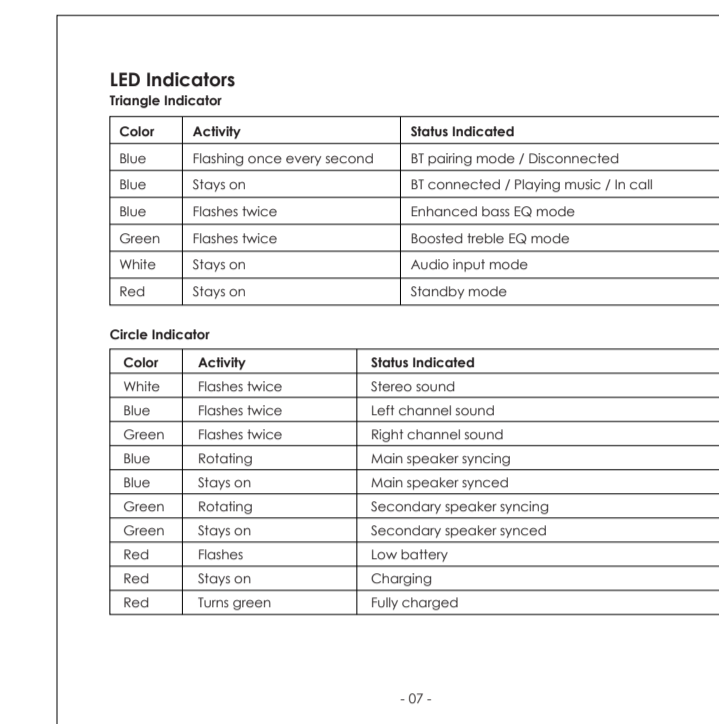 LED Indicators
Triangle Indicator
Color Activity Status Indicated
Blue Flashing once every second BT pairing mode / Disconnected
Blue Stays on BT connected / Playing music / In call
Blue Flashes twice Enhanced bass EQ mode
Green Flashes twice Boosted treble EQ mode
White Stays on Audio input mode
Red Stays on Standby mode
Circle Indicator
Color Activity Status Indicated
White Flashes twice Stereo sound
Blue Flashes twice Left channel sound
Green Flashes twice Right channel sound
Blue Rotating Main speaker syncing
Blue Stays on Main speaker synced
Green Rotating Secondary speaker syncing
Green Stays on Secondary speaker synced
Red Flashes Low battery
Red Stays on Charging
Red Turns green Fully charged
- 07 -